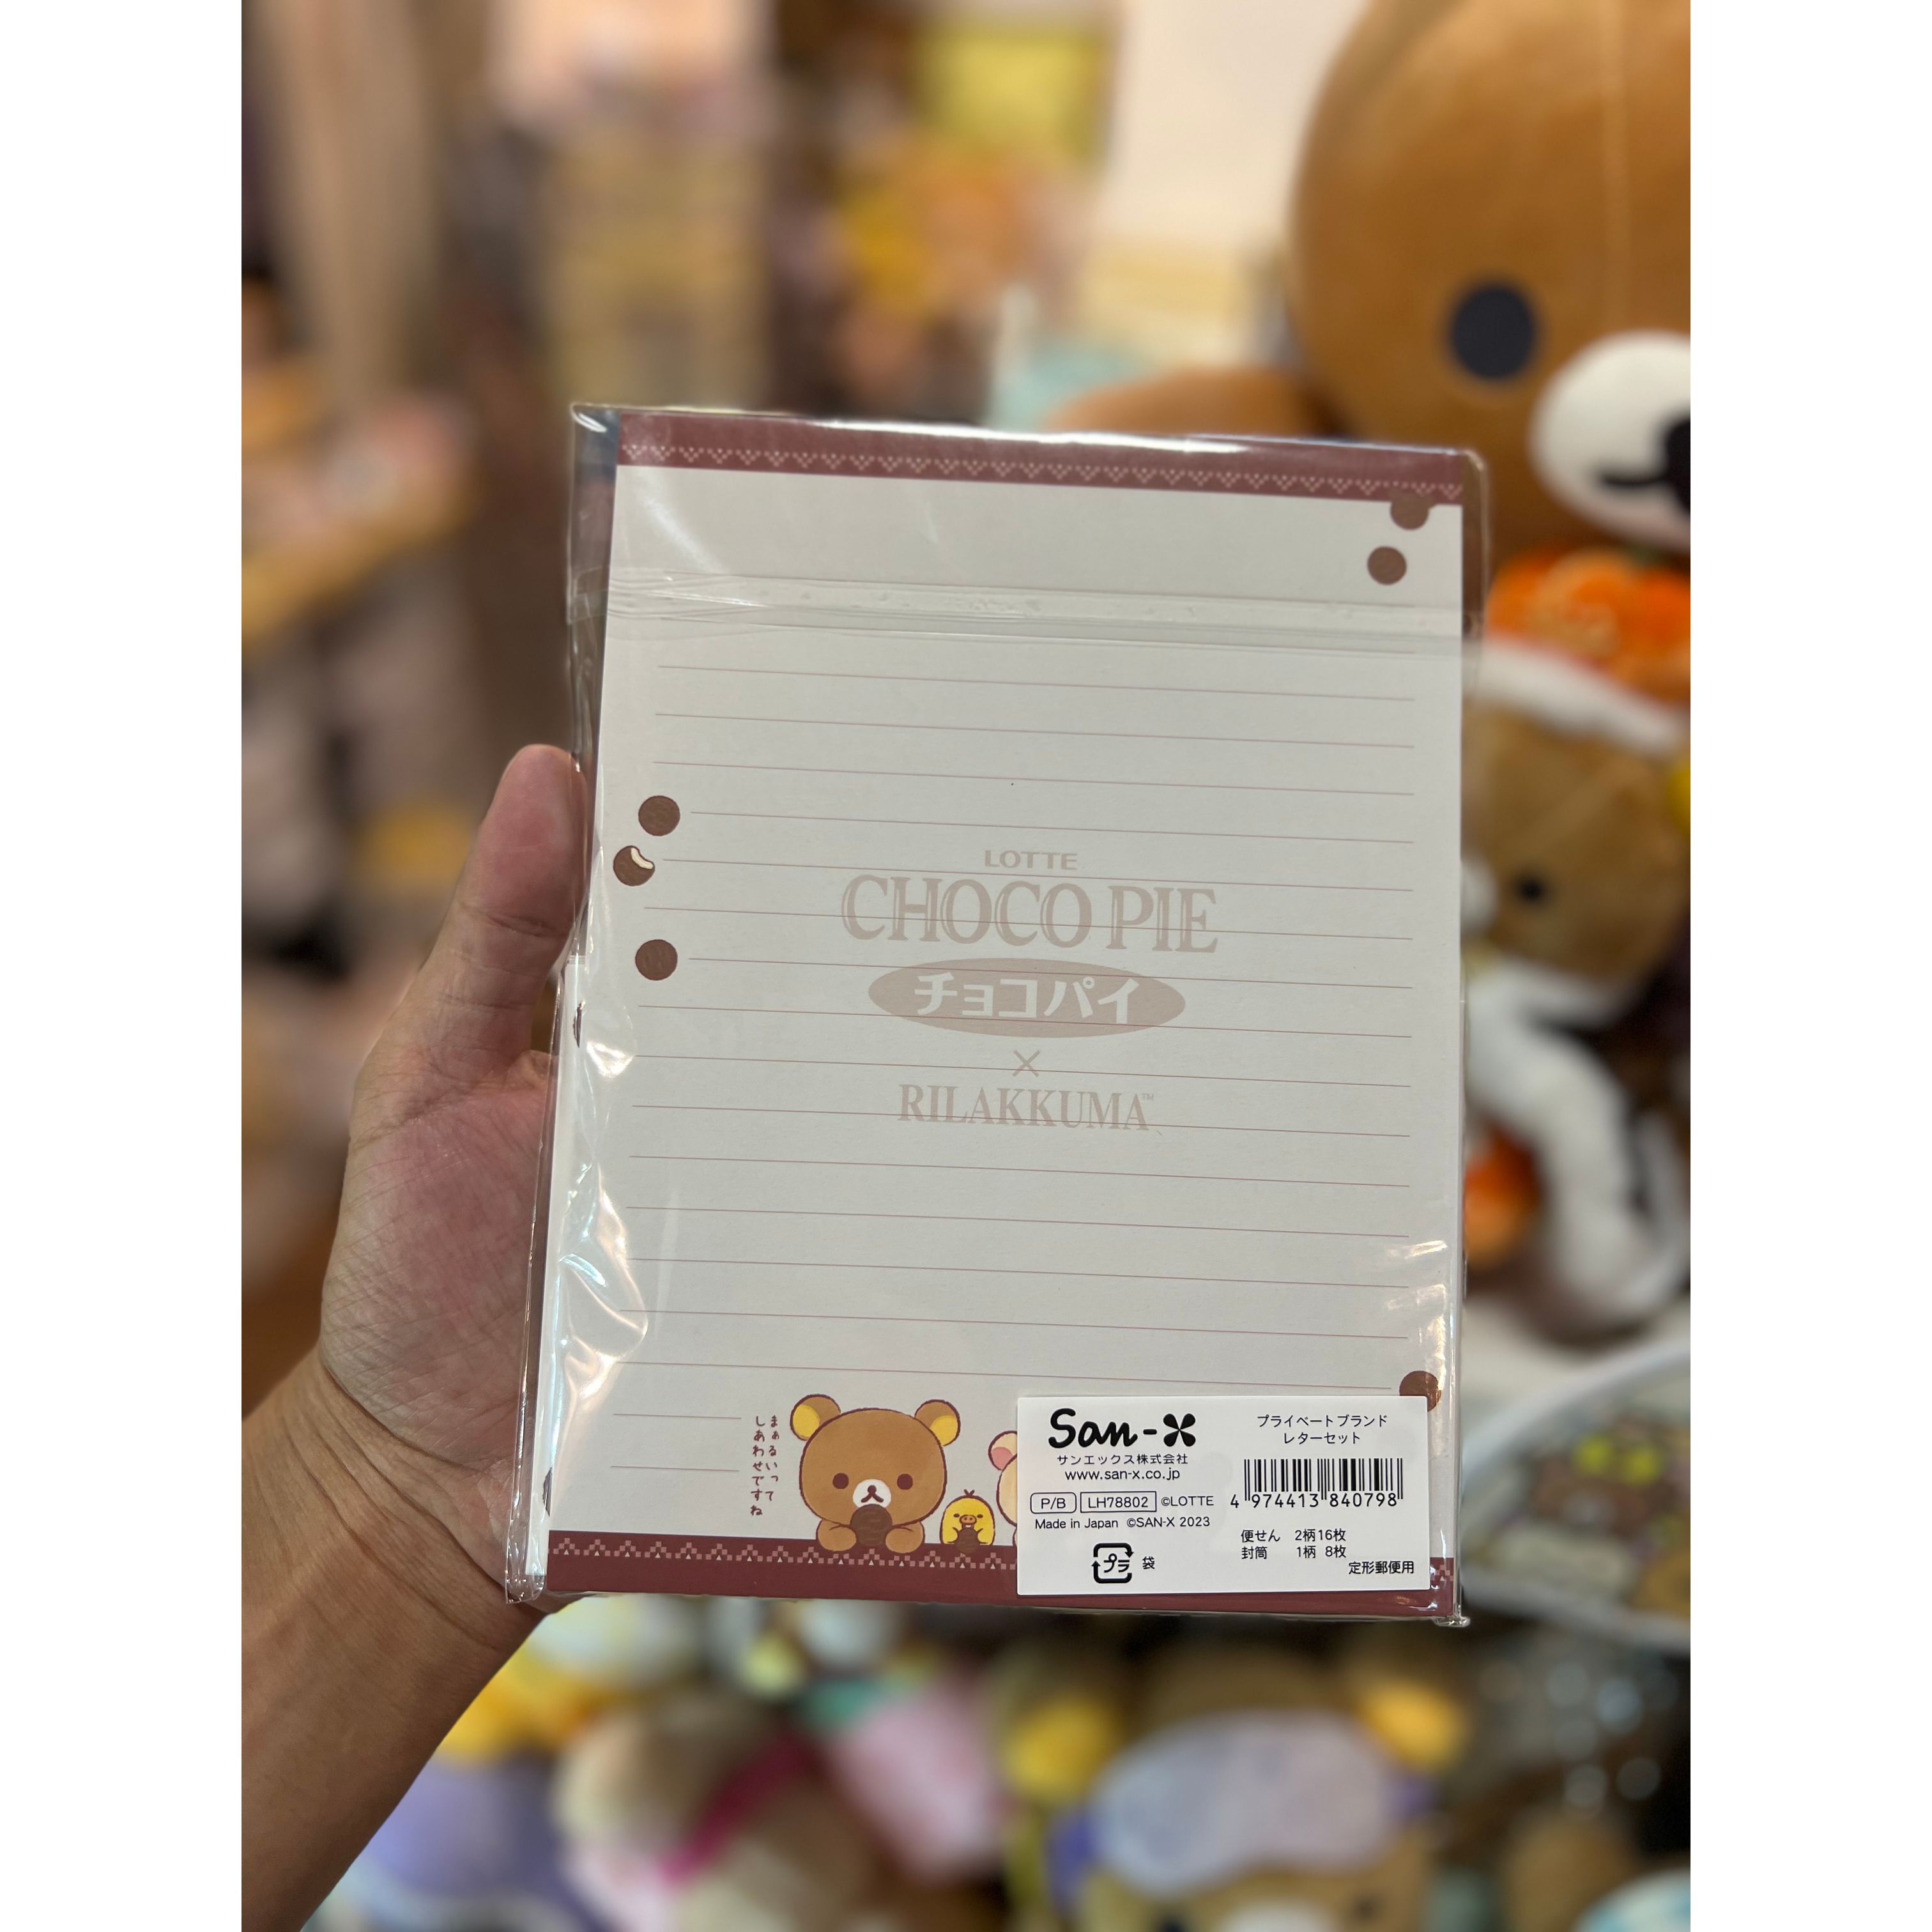 LOTTE
CHOCO PIE
チョコパイ
×
RILAKKUMA™
まぁるいって
しあわせですね
San-X
サンエックス株式会社
www.san-x.co.jp
P/B LH78802 ©LOTTE
Made in Japan ©SAN-X 2023
プラ 袋
プライベートブランド
レターセット
4 974413 840798
便せん 2柄16枚
封筒 1柄 8枚
定形郵便用